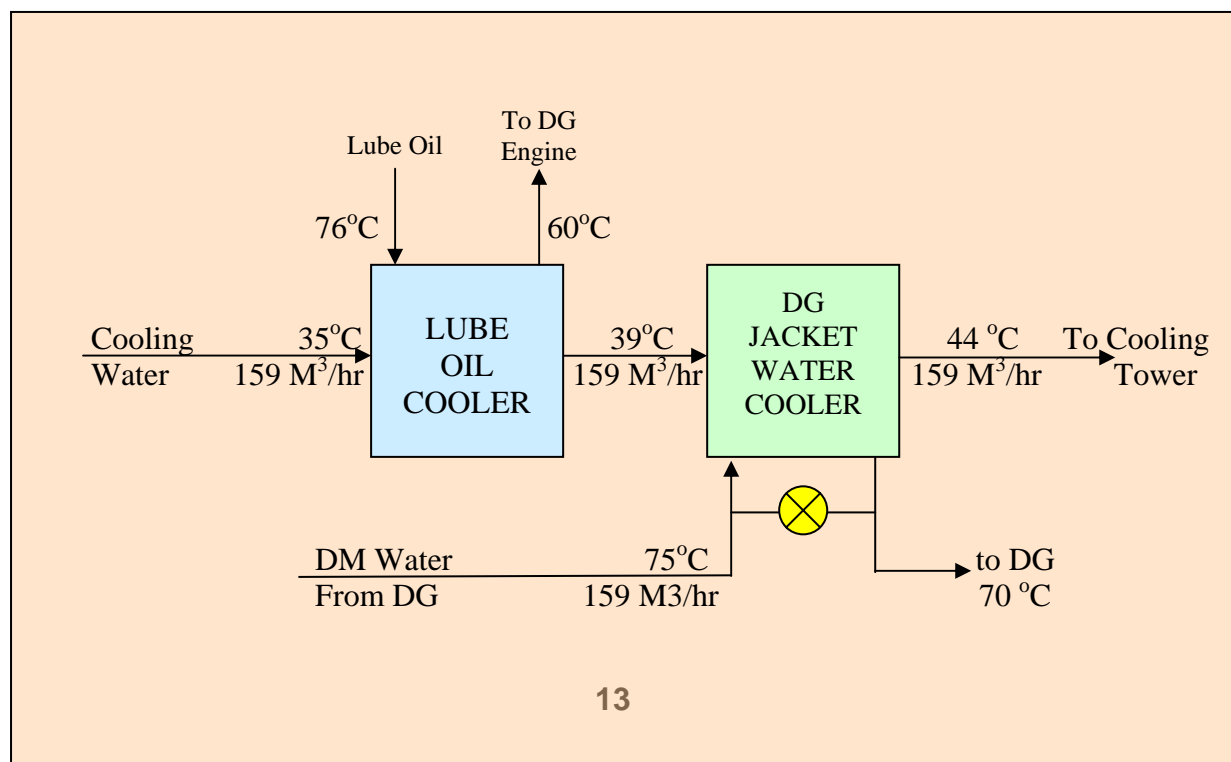 Lube Oil
To DG
Engine
76°C
60°C
Cooling
Water
35°C
159 M³/hr
LUBE
OIL
COOLER
39°C
159 M³/hr
DG
JACKET
WATER
COOLER
44 °C
159 M³/hr
To Cooling
Tower
DM Water
From DG
75°C
159 M3/hr
to DG
70 °C
13